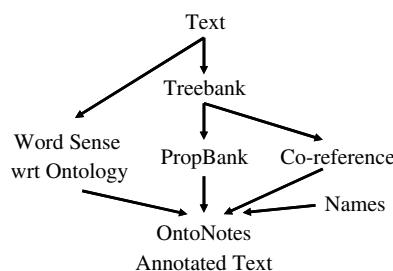 Text
Treebank
Word Sense
wrt Ontology
PropBank
Co-reference
Names
OntoNotes
Annotated Text